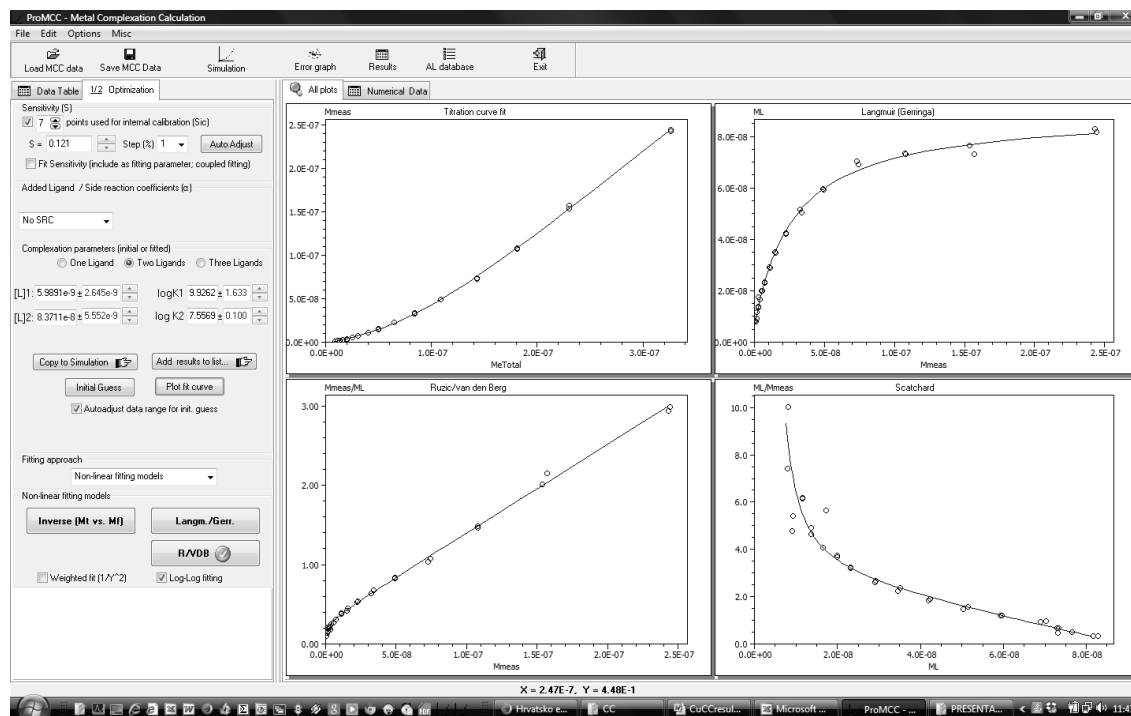 ProMCC - Metal Complexation Calculation
File Edit Options Misc
Load MCC data Save MCC Data Simulation Error graph Results AL database Exit
Data Table 1/2 Optimization
Sensitivity (S)
7 points used for internal calibration (Sic)
S = 0.121 Step (%) 1 Auto Adjust
Fit Sensitivity (include as fitting parameter; coupled fitting)
Added Ligand / Side reaction coefficients (α)
No SRC
Complexation parameters (initial or fitted)
One Ligand Two Ligands Three Ligands
[L]1: 5.9891e-9 ± 2.645e-9 logK1 9.9262 ± 1.633
[L]2: 8.3711e-8 ± 5.552e-9 log K2 7.5569 ± 0.100
Copy to Simulation Add results to list...
Initial Guess Plot fit curve
Autoadjust data range for init. guess
Fitting approach
Non-linear fitting models
Non-linear fitting models
Inverse (Mt vs. Mf) Langm./Gerr.
R/VDB
Weighted fit (1/Y^2) Log-Log fitting
All plots Numerical Data
Mmeas Titration curve fit
2.5E-07
2.0E-07
1.5E-07
1.0E-07
5.0E-08
0.0E+00
0.0E+00 1.0E-07 2.0E-07 3.0E-07
MeTotal
ML Langmuir (Gerringa)
8.0E-08
6.0E-08
4.0E-08
2.0E-08
0.0E+00
0.0E+00 5.0E-08 1.0E-07 1.5E-07 2.0E-07 2.5E-07
Mmeas
Mmeas/ML Ruzic/van den Berg
3.00
2.00
1.00
0.00
0.0E+00 5.0E-08 1.0E-07 1.5E-07 2.0E-07 2.5E-07
Mmeas
ML/Mmeas Scatchard
10.0
8.0
6.0
4.0
2.0
0.0
0.0E+00 2.0E-08 4.0E-08 6.0E-08 8.0E-08
ML
X = 2.47E-7, Y = 4.48E-1
Hrvatsko e... CC CuCCresul... Microsoft ... ProMCC - ... PRESENTA...